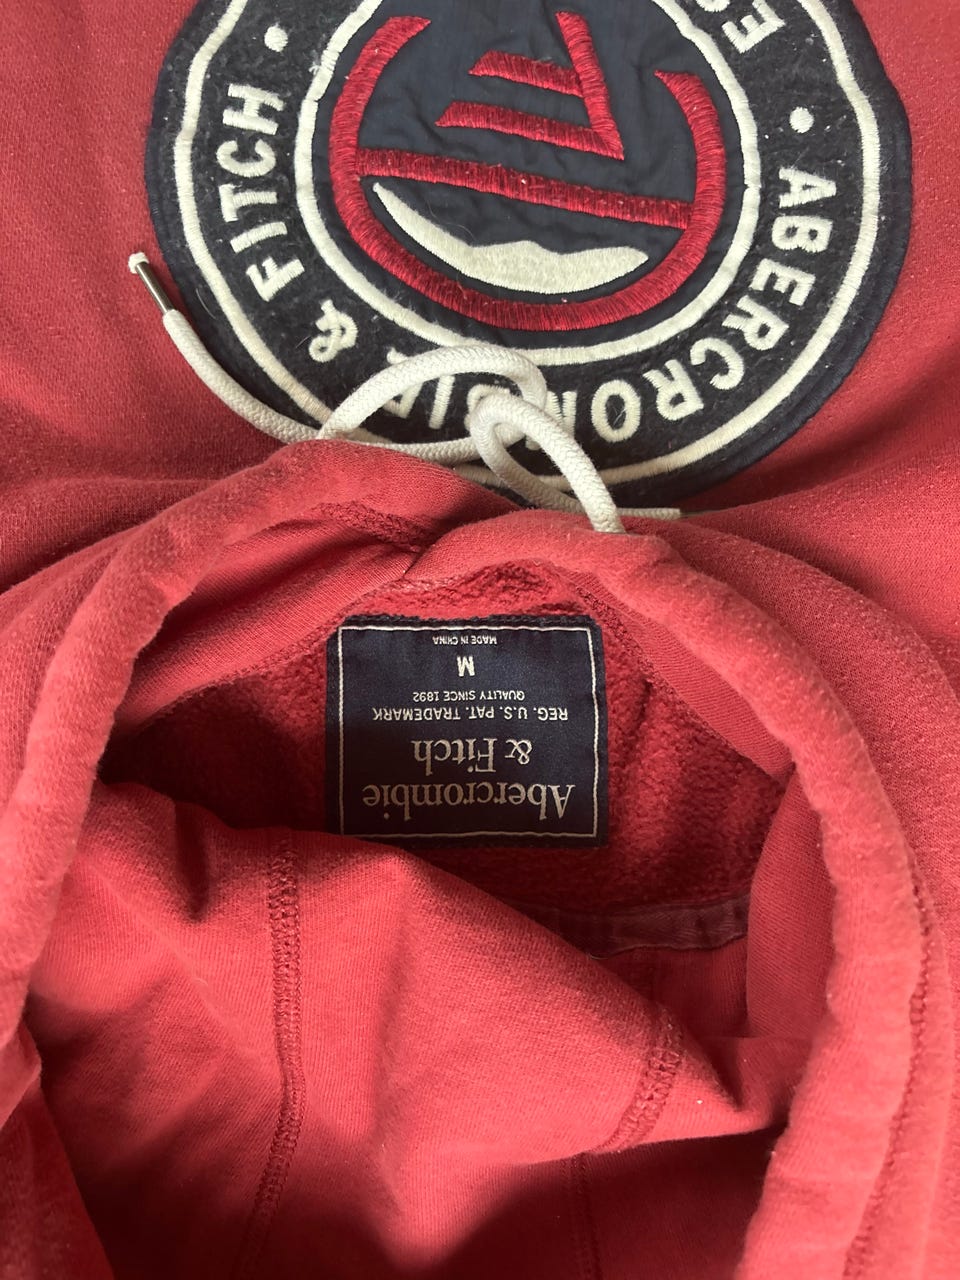 Abercrombie
& Fitch
REG. U.S. PAT. TRADEMARK
QUALITY SINCE 1892
M
MADE IN CHINA
ABERCROMBIE & FITCH